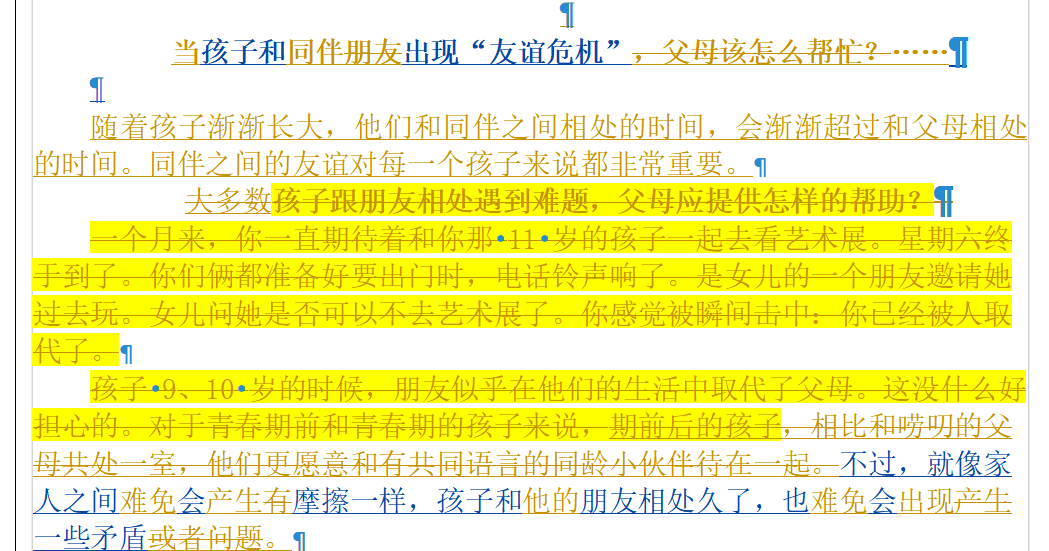 当孩子和同伴朋友出现“友谊危机”，父母该怎么帮忙？……
随着孩子渐渐长大，他们和同伴之间相处的时间，会渐渐超过和父母相处
的时间。同伴之间的友谊对每一个孩子来说都非常重要。
大多数孩子跟朋友相处遇到难题，父母应提供怎样的帮助？
一个月来，你一直期待着和你那·11·岁的孩子一起去看艺术展。星期六终
于到了。你们俩都准备好要出门时，电话铃声响了。是女儿的一个朋友邀请她
过去玩。女儿问她是否可以不去艺术展了。你感觉被瞬间击中：你已经被人取
代了。
孩子·9、10·岁的时候，朋友似乎在他们的生活中取代了父母。这没什么好
担心的。对于青春期前和青春期的孩子来说，期前后的孩子，相比和唠叨的父
母共处一室，他们更愿意和有共同语言的同龄小伙伴待在一起。不过，就像家
人之间难免会产生有摩擦一样，孩子和他的朋友相处久了，也难免会出现产生
一些矛盾或者问题。